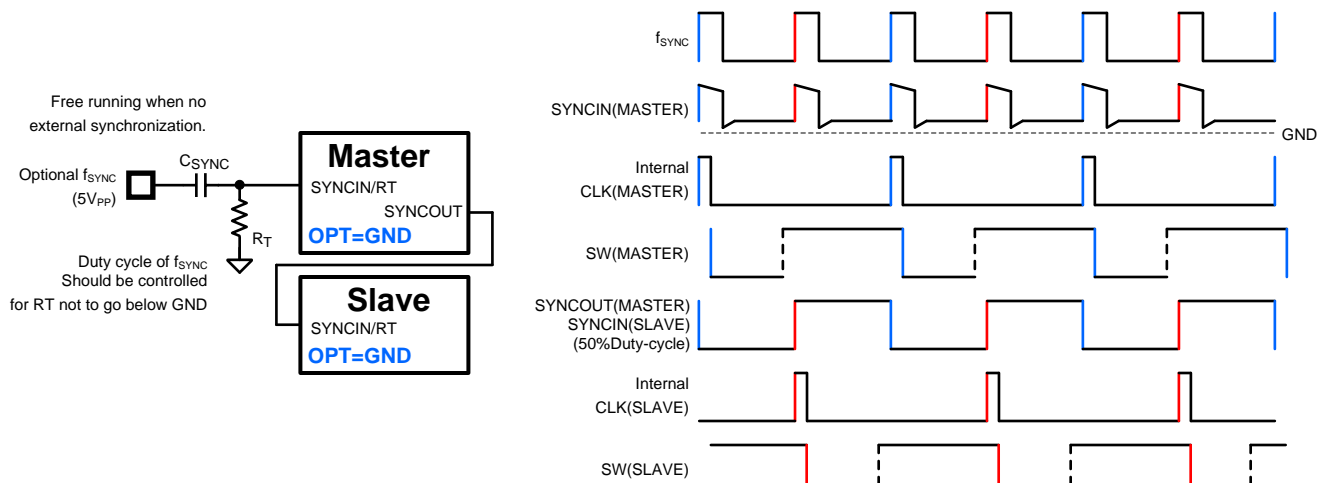 Free running when no
external synchronization.
CSYNC
Optional fSYNC
(5VPP)
RT
Duty cycle of fSYNC
Should be controlled
for RT not to go below GND
Master
SYNCIN/RT
SYNCOUT
OPT=GND
Slave
SYNCIN/RT
OPT=GND
fSYNC
SYNCIN(MASTER)
GND
Internal
CLK(MASTER)
SW(MASTER)
SYNCOUT(MASTER)
SYNCIN(SLAVE)
(50%Duty-cycle)
Internal
CLK(SLAVE)
SW(SLAVE)